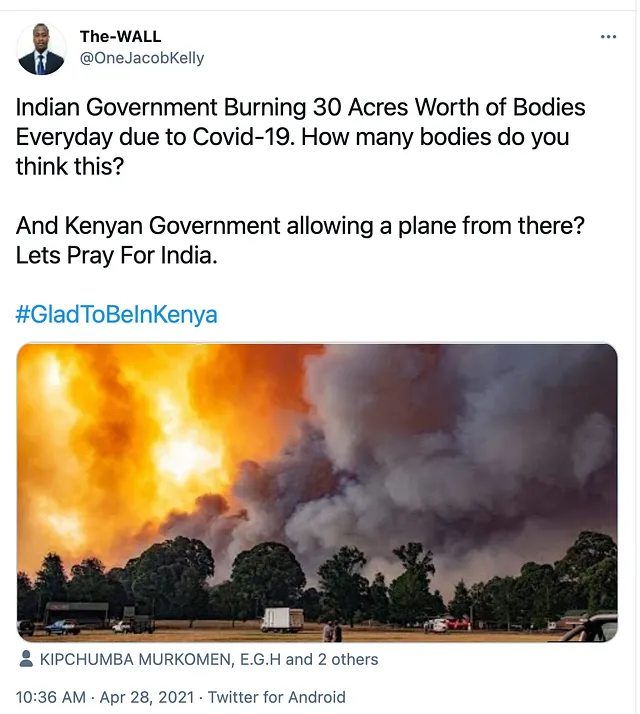 The-WALL
@OneJacobKelly
Indian Government Burning 30 Acres Worth of Bodies
Everyday due to Covid-19. How many bodies do you
think this?
And Kenyan Government allowing a plane from there?
Lets Pray For India.
#GladToBeInKenya
KIPCHUMBA MURKOMEN, E.G.H and 2 others
10:36 AM · Apr 28, 2021 · Twitter for Android